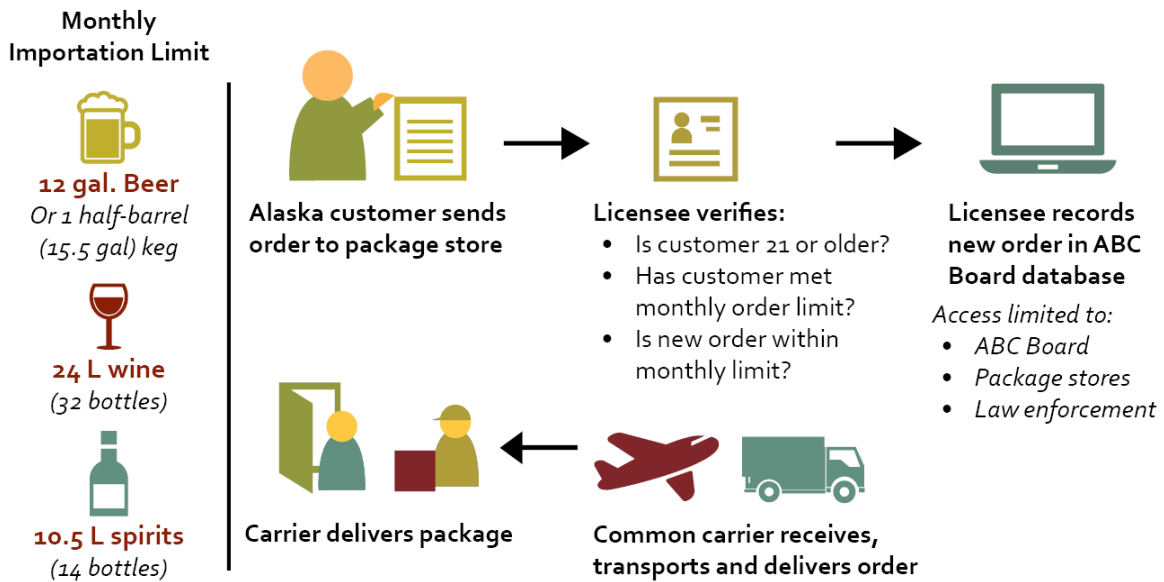 Monthly
Importation Limit
12 gal. Beer
Or 1 half-barrel
(15.5 gal) keg
24 L wine
(32 bottles)
10.5 L spirits
(14 bottles)
Alaska customer sends
order to package store
Licensee verifies:
• Is customer 21 or older?
• Has customer met
monthly order limit?
• Is new order within
monthly limit?
Licensee records
new order in ABC
Board database
Access limited to:
• ABC Board
• Package stores
• Law enforcement
Common carrier receives,
transports and delivers order
Carrier delivers package